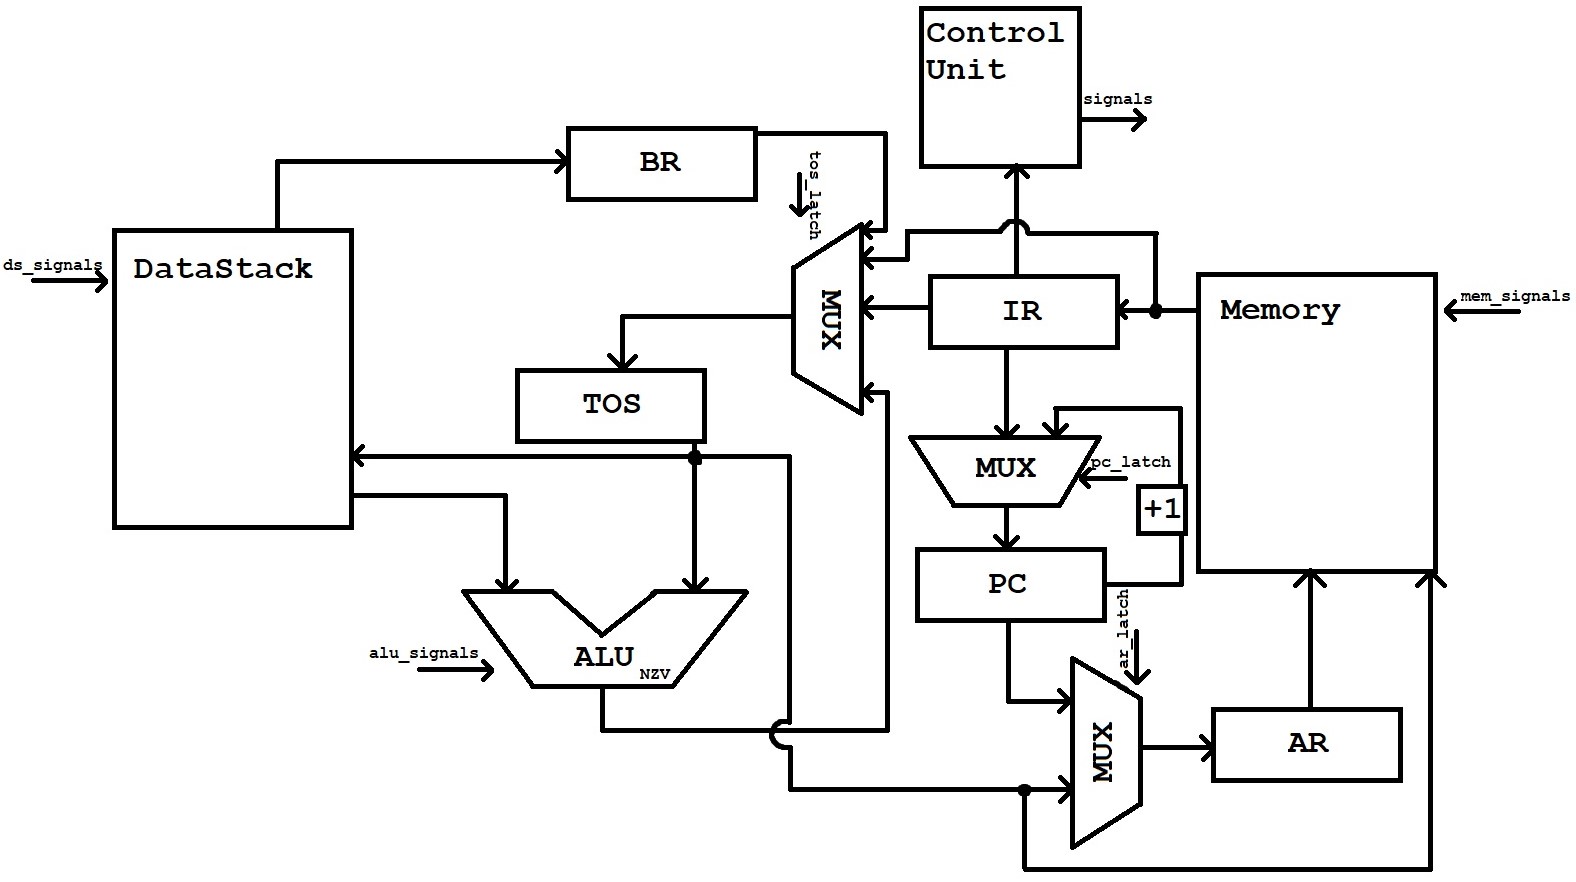 Control
Unit
signals
BR
tos_latch
ds_signals
DataStack
MUX
IR
Memory
mem_signals
TOS
MUX
pc_latch
+1
PC
ar_latch
ALU
NZV
alu_signals
MUX
AR